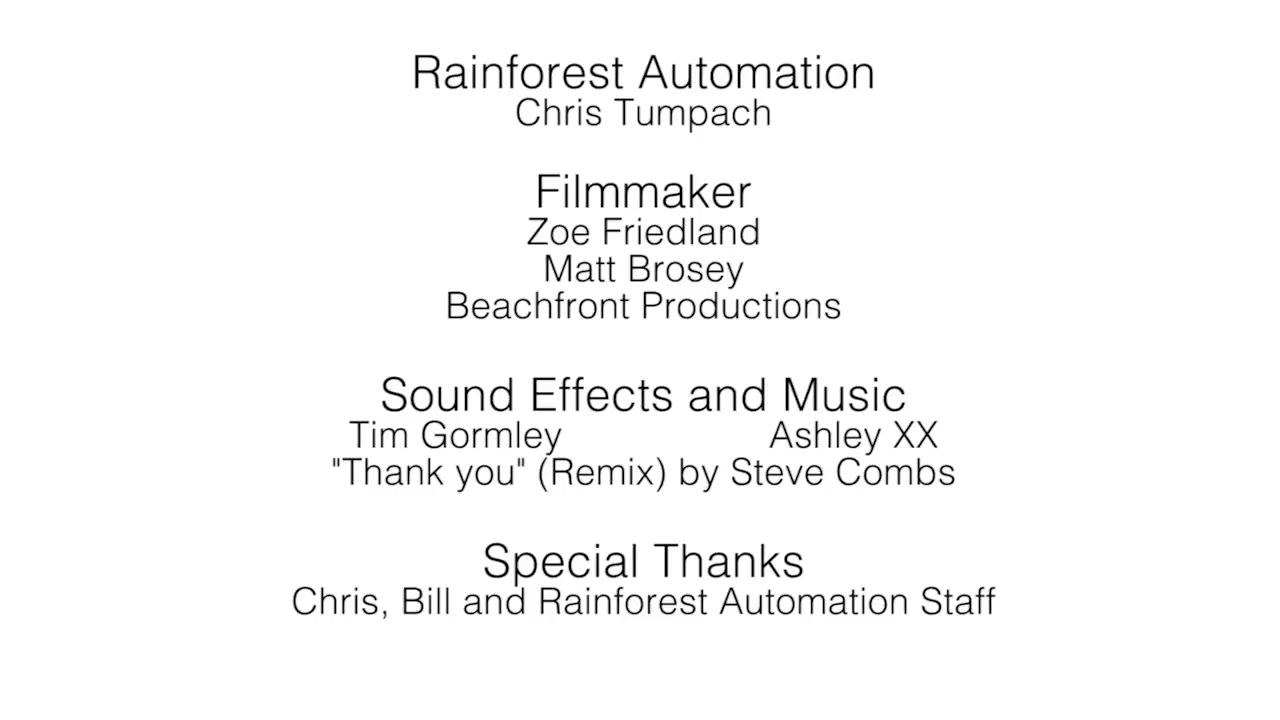 Rainforest Automation
Chris Tumpach
Filmmaker
Zoe Friedland
Matt Brosey
Beachfront Productions
Sound Effects and Music
Tim Gormley Ashley XX
"Thank you" (Remix) by Steve Combs
Special Thanks
Chris, Bill and Rainforest Automation Staff